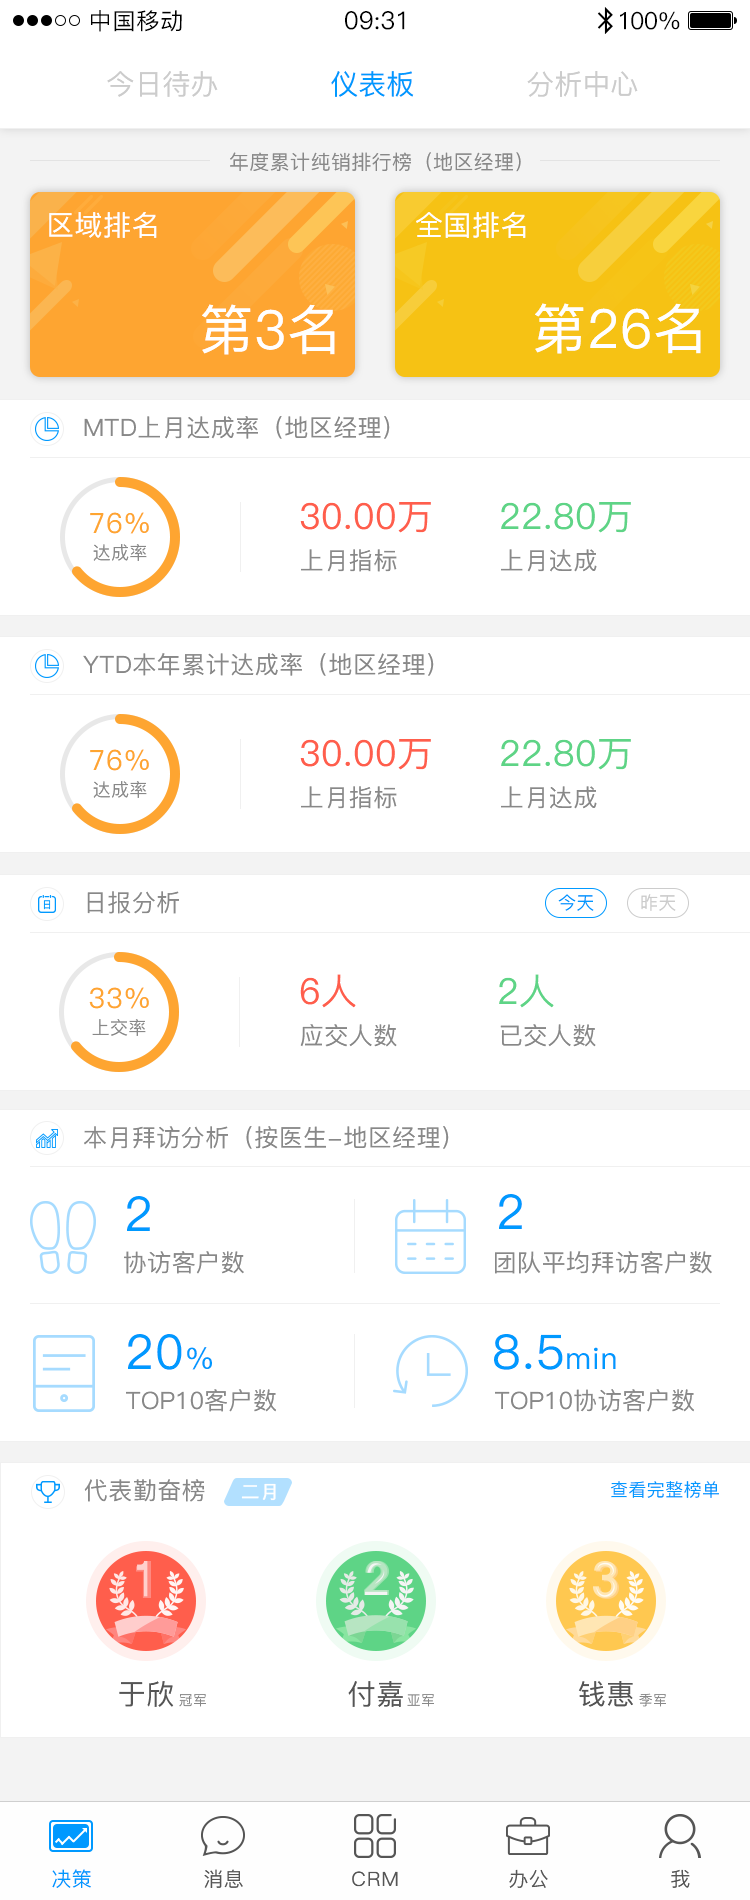 中国移动 09:31 100%
今日待办 仪表板 分析中心
年度累计纯销排行榜（地区经理）
区域排名 全国排名
第3名 第26名
MTD上月达成率（地区经理）
76% 30.00万 22.80万
达成率 上月指标 上月达成
YTD本年累计达成率（地区经理）
76% 30.00万 22.80万
达成率 上月指标 上月达成
日报分析 今天 昨天
33% 6人 2人
上交率 应交人数 已交人数
本月拜访分析（按医生-地区经理）
2 2
协访客户数 团队平均拜访客户数
20% 8.5min
TOP10客户数 TOP10协访客户数
代表勤奋榜 二月 查看完整榜单
1 2 3
于欣 冠军 付嘉 亚军 钱惠 季军
决策 消息 CRM 办公 我